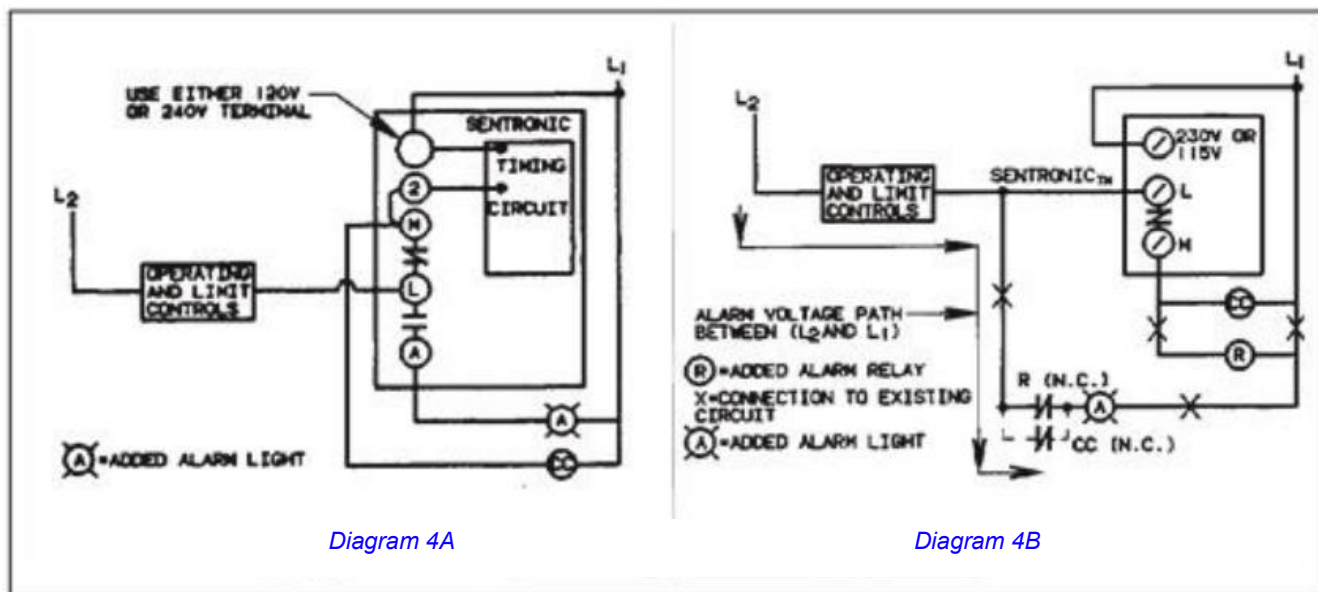 L1
USE EITHER 120V
OR 240V TERMINAL
SENTRONIC
TIMING
2
CIRCUIT
M
L2
OPERATING
AND LIMIT
CONTROLS
L
A
A
A =ADDED ALARM LIGHT
CC
Diagram 4A
L1
L2
230V OR
115V
SENTRONIC TM
OPERATING
AND LIMIT
CONTROLS
L
M
ALARM VOLTAGE PATH
BETWEEN (L2 AND L1)
CC
R =ADDED ALARM RELAY
R
X=CONNECTION TO EXISTING
CIRCUIT
R (N.C.)
A
A =ADDED ALARM LIGHT
CC (N.C.)
Diagram 4B